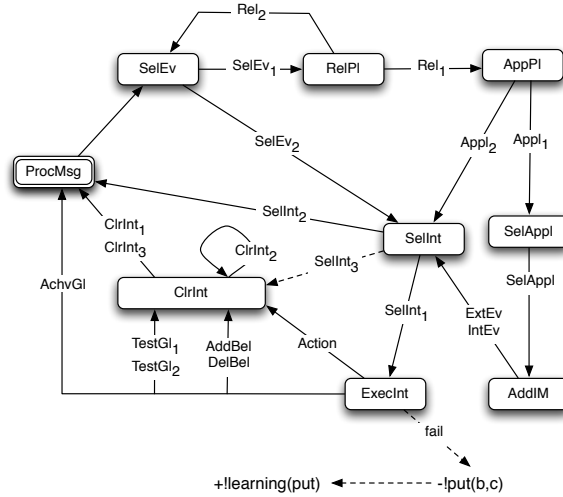 Rel2
SelEv
SelEv1
RelPl
Rel1
AppPl
SelEv2
Appl2
Appl1
ProcMsg
SelInt2
ClrInt1
ClrInt3
ClrInt2
SelInt
SelAppl
SelInt3
SelAppl
AchvGl
ClrInt
SelInt1
ExtEv
IntEv
TestGl1
TestGl2
AddBel
DelBel
Action
ExecInt
AddIM
fail
+!learning(put)
-!put(b,c)